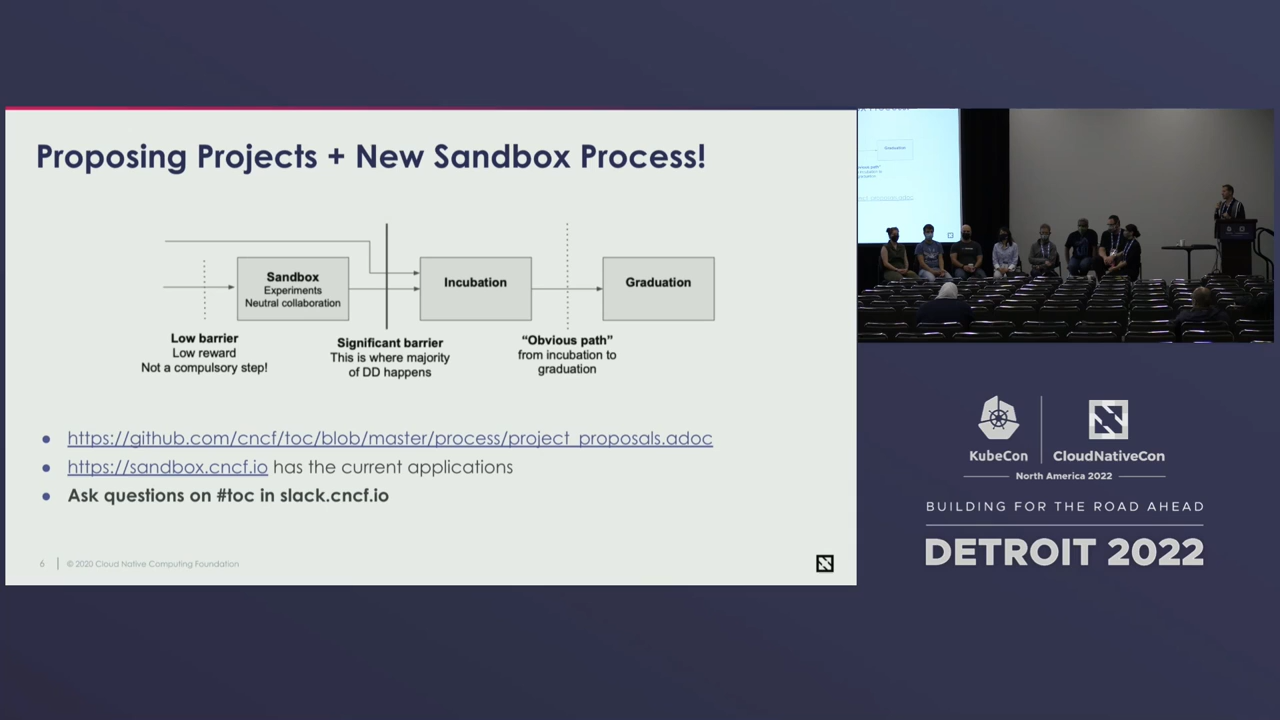 Proposing Projects + New Sandbox Process!
Sandbox
Experiments
Neutral collaboration
Incubation
Graduation
Low barrier
Low reward
Not a compulsory step!
Significant barrier
This is where majority
of DD happens
“Obvious path”
from incubation to
graduation
● https://github.com/cncf/toc/blob/master/process/project_proposals.adoc
● https://sandbox.cncf.io has the current applications
● Ask questions on #toc in slack.cncf.io
6 | © 2020 Cloud Native Computing Foundation
Graduation
KubeCon
CloudNativeCon
North America 2022
BUILDING FOR THE ROAD AHEAD
DETROIT 2022